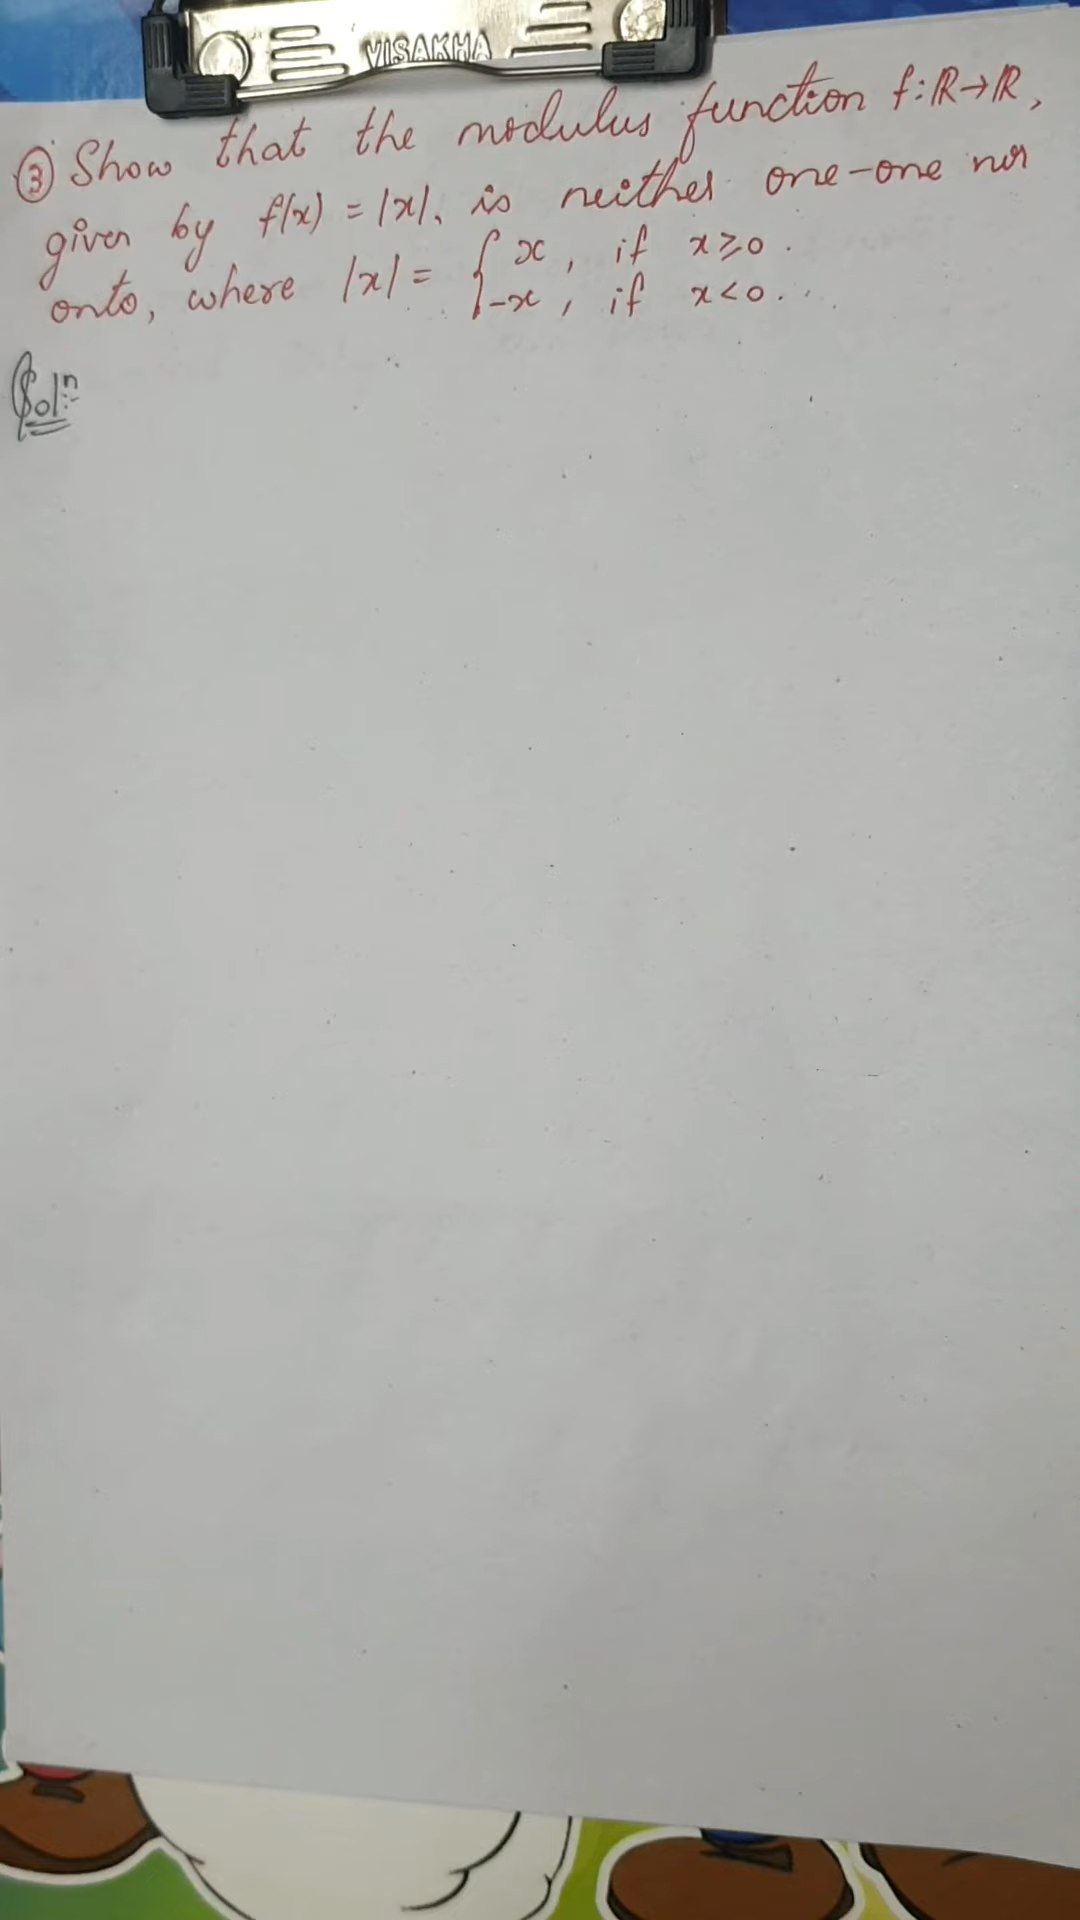 VISAKHA
③ Show that the modulus function f: ℝ→ℝ,
given by f(x) = |x|, is neither one-one nor
onto, where |x| = { x, if x ≥ 0.
-x, if x < 0.
Solⁿ: